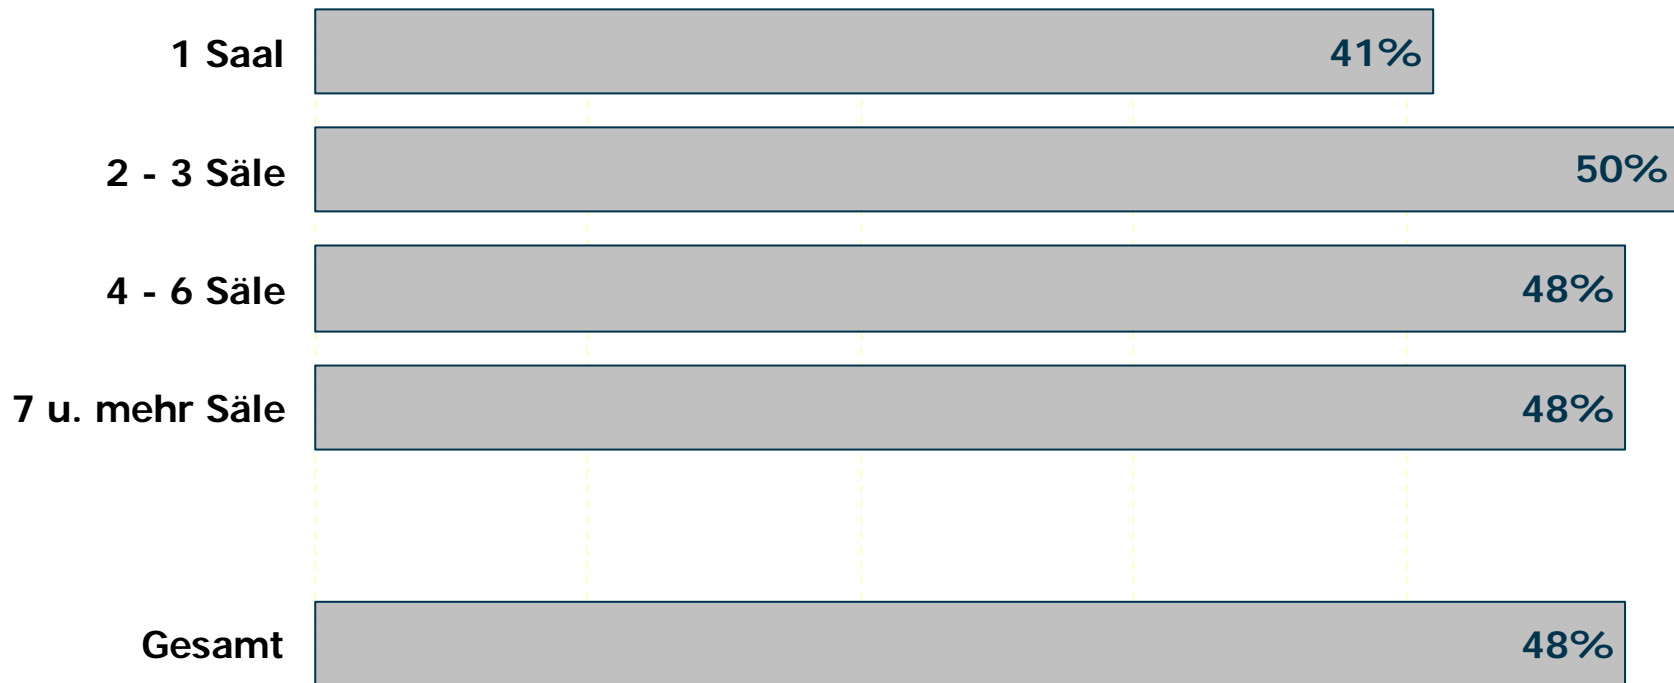 1 Saal 41%
2 - 3 Säle 50%
4 - 6 Säle 48%
7 u. mehr Säle 48%
Gesamt 48%